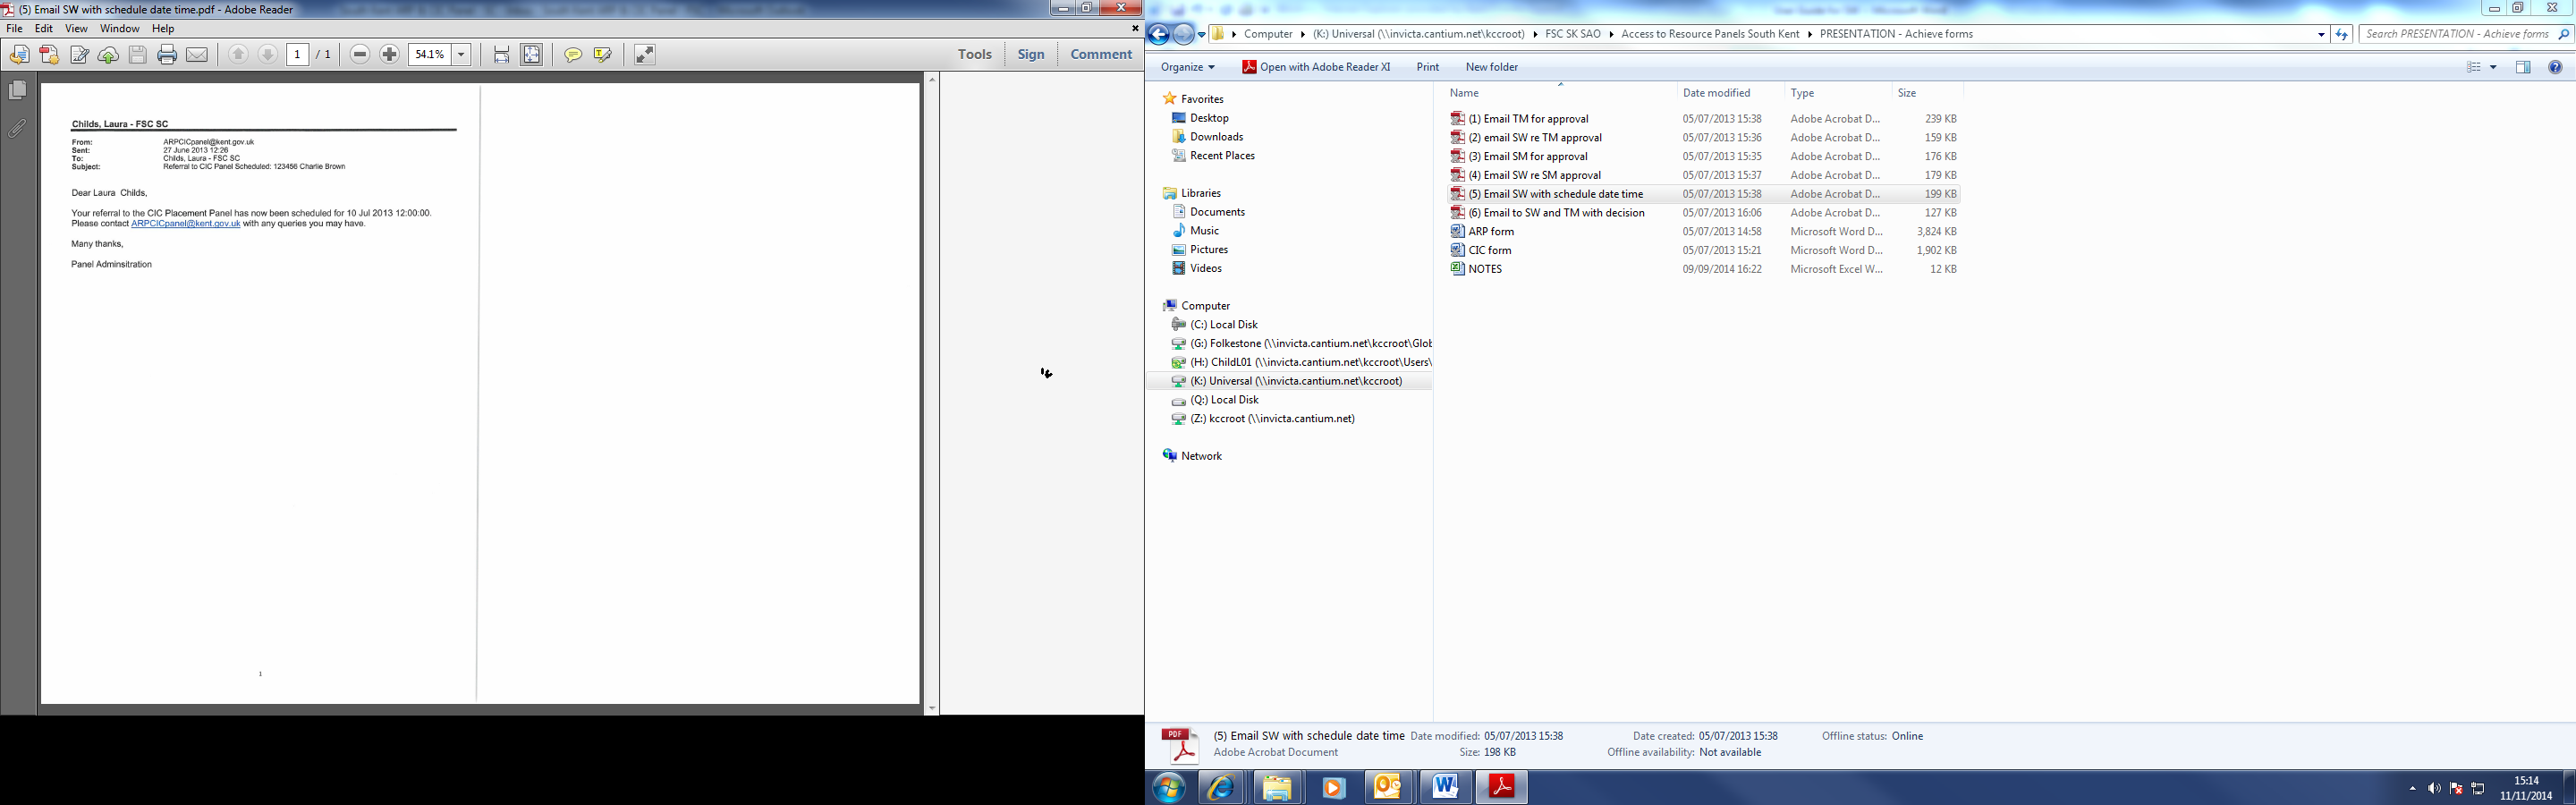 (5) Email SW with schedule date time.pdf - Adobe Reader
File Edit View Window Help
1 / 1 54.1% Tools Sign Comment
Childs, Laura - FSC SC
From: ARPCICpanel@kent.gov.uk
Sent: 27 June 2013 12:26
To: Childs, Laura - FSC SC
Subject: Referral to CIC Panel Scheduled: 123456 Charlie Brown
Dear Laura Childs,
Your referral to the CIC Placement Panel has now been scheduled for 10 Jul 2013 12:00:00.
Please contact ARPCICpanel@kent.gov.uk with any queries you may have.
Many thanks,
Panel Adminsitration
1
Computer (K:) Universal (\\invicta.cantium.net\kccroot) FSC SK SAO Access to Resource Panels South Kent PRESENTATION - Achieve forms Search PRESENTATION - Achieve forms
Organize Open with Adobe Reader XI Print New folder
Favorites
Desktop
Downloads
Recent Places
Libraries
Documents
Music
Pictures
Videos
Computer
(C:) Local Disk
(G:) Folkestone (\\invicta.cantium.net\kccroot\Glob
(H:) ChildL01 (\\invicta.cantium.net\kccroot\Users\
(K:) Universal (\\invicta.cantium.net\kccroot)
(Q:) Local Disk
(Z:) kccroot (\\invicta.cantium.net)
Network
Name Date modified Type Size
(1) Email TM for approval 05/07/2013 15:38 Adobe Acrobat D... 239 KB
(2) email SW re TM approval 05/07/2013 15:36 Adobe Acrobat D... 159 KB
(3) Email SM for approval 05/07/2013 15:35 Adobe Acrobat D... 176 KB
(4) Email SW re SM approval 05/07/2013 15:37 Adobe Acrobat D... 179 KB
(5) Email SW with schedule date time 05/07/2013 15:38 Adobe Acrobat D... 199 KB
(6) Email to SW and TM with decision 05/07/2013 16:06 Adobe Acrobat D... 127 KB
ARP form 05/07/2013 14:58 Microsoft Word D... 3,824 KB
CIC form 05/07/2013 15:21 Microsoft Word D... 1,902 KB
NOTES 09/09/2014 16:22 Microsoft Excel W... 12 KB
PDF
(5) Email SW with schedule date time Date modified: 05/07/2013 15:38 Date created: 05/07/2013 15:38 Offline status: Online
Adobe Acrobat Document Size: 198 KB Offline availability: Not available
15:14
11/11/2014